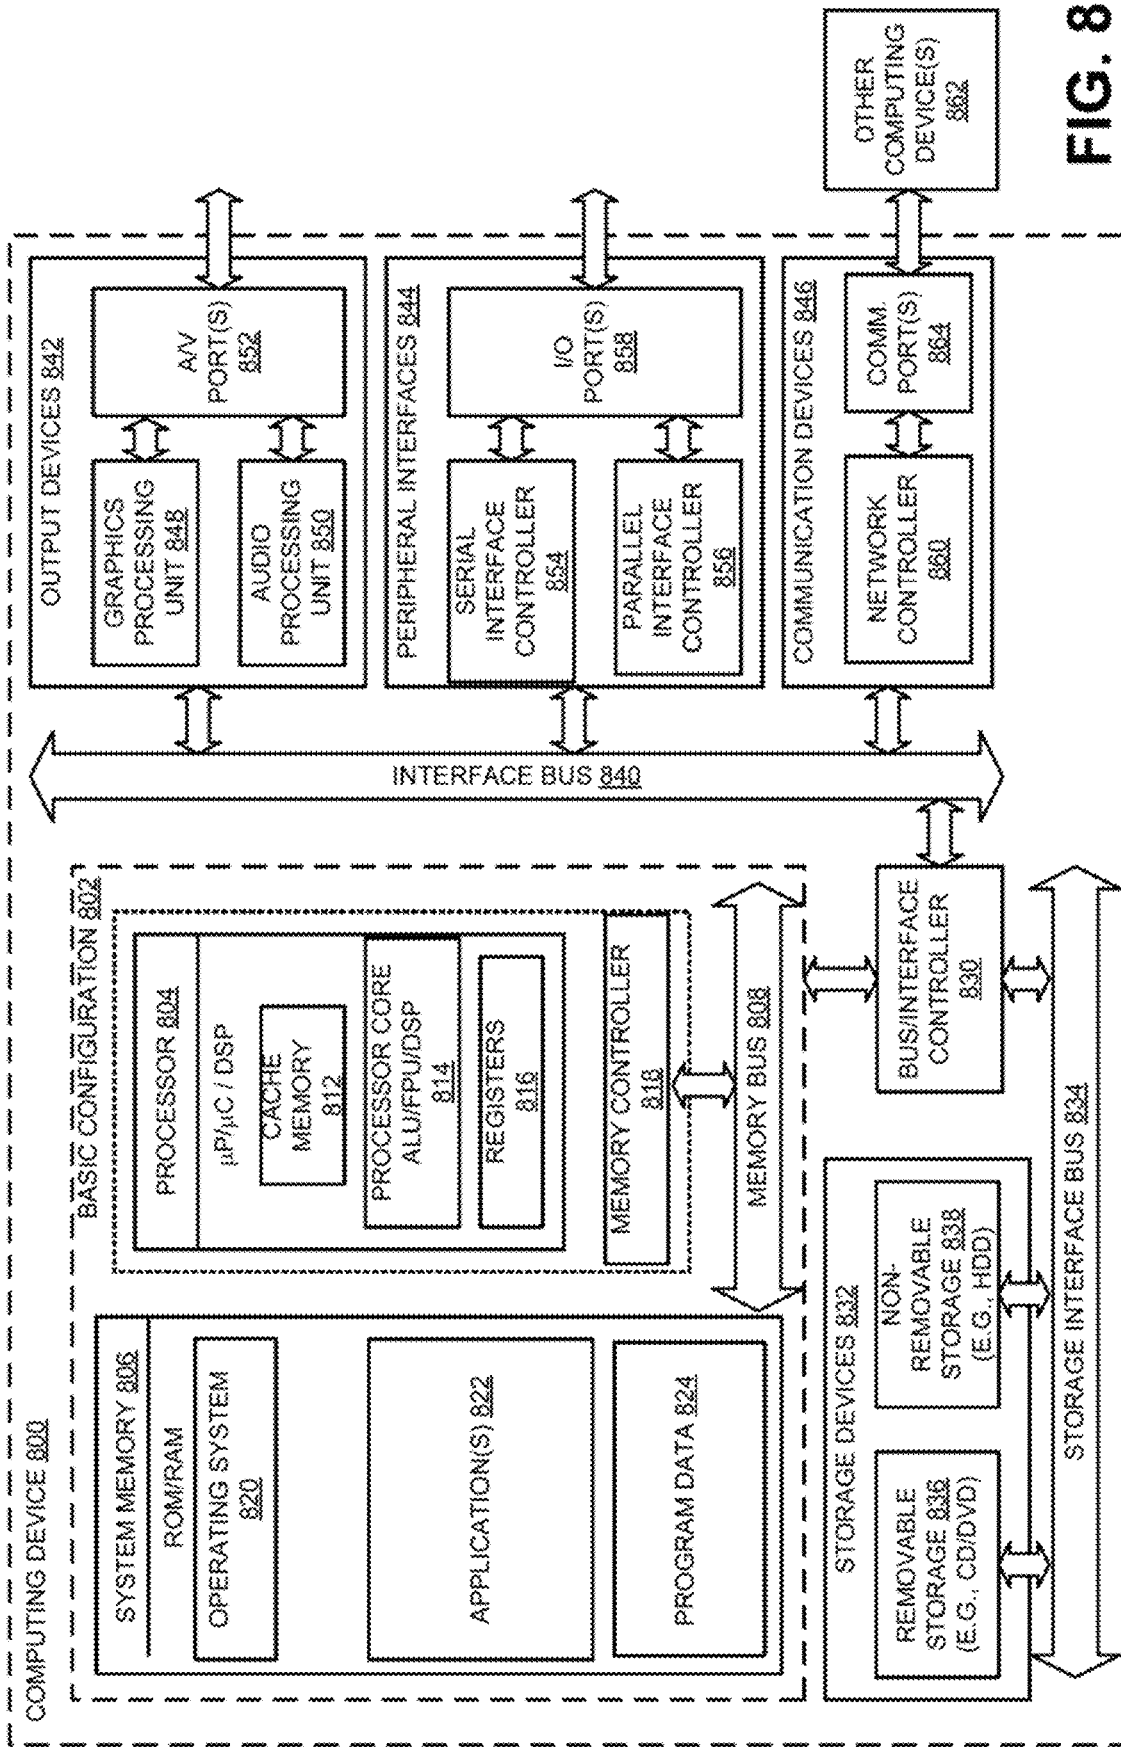 COMPUTING DEVICE 800
BASIC CONFIGURATION 802
SYSTEM MEMORY 806
ROM/RAM
OPERATING SYSTEM
820
APPLICATION(S) 822
PROGRAM DATA 824
PROCESSOR 804
µP/µC / DSP
CACHE
MEMORY
812
PROCESSOR CORE
ALU/FPU/DSP
814
REGISTERS
816
MEMORY CONTROLLER
818
MEMORY BUS 808
STORAGE DEVICES 832
REMOVABLE
STORAGE 836
(E.G., CD/DVD)
NON-
REMOVABLE
STORAGE 838
(E.G., HDD)
BUS/INTERFACE
CONTROLLER
830
STORAGE INTERFACE BUS 834
INTERFACE BUS 840
OUTPUT DEVICES 842
GRAPHICS
PROCESSING
UNIT 848
AUDIO
PROCESSING
UNIT 850
A/V
PORT(S)
852
PERIPHERAL INTERFACES 844
SERIAL
INTERFACE
CONTROLLER
854
PARALLEL
INTERFACE
CONTROLLER
856
I/O
PORT(S)
858
COMMUNICATION DEVICES 846
NETWORK
CONTROLLER
860
COMM.
PORT(S)
864
OTHER
COMPUTING
DEVICE(S)
862
FIG. 8